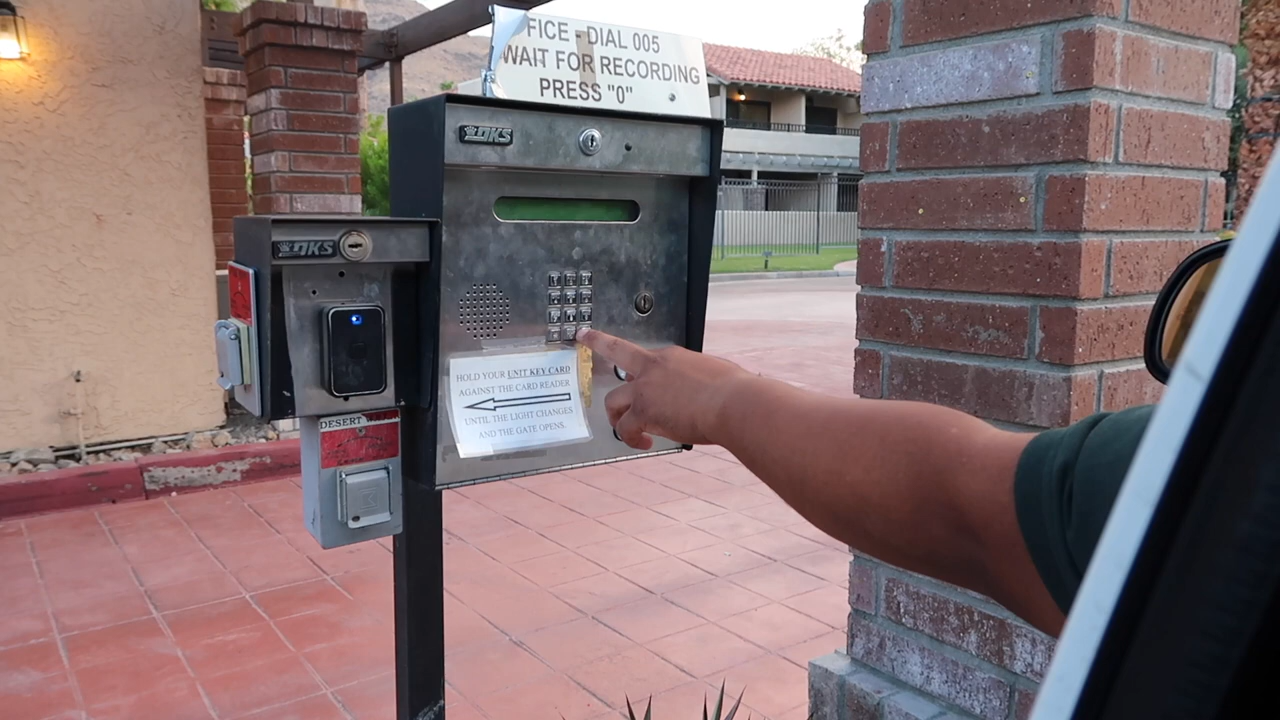 FICE - DIAL 005
WAIT FOR RECORDING
PRESS "0"
DKS
DKS
HOLD YOUR UNIT KEY CARD
AGAINST THE CARD READER
UNTIL THE LIGHT CHANGES
AND THE GATE OPENS.
DESERT